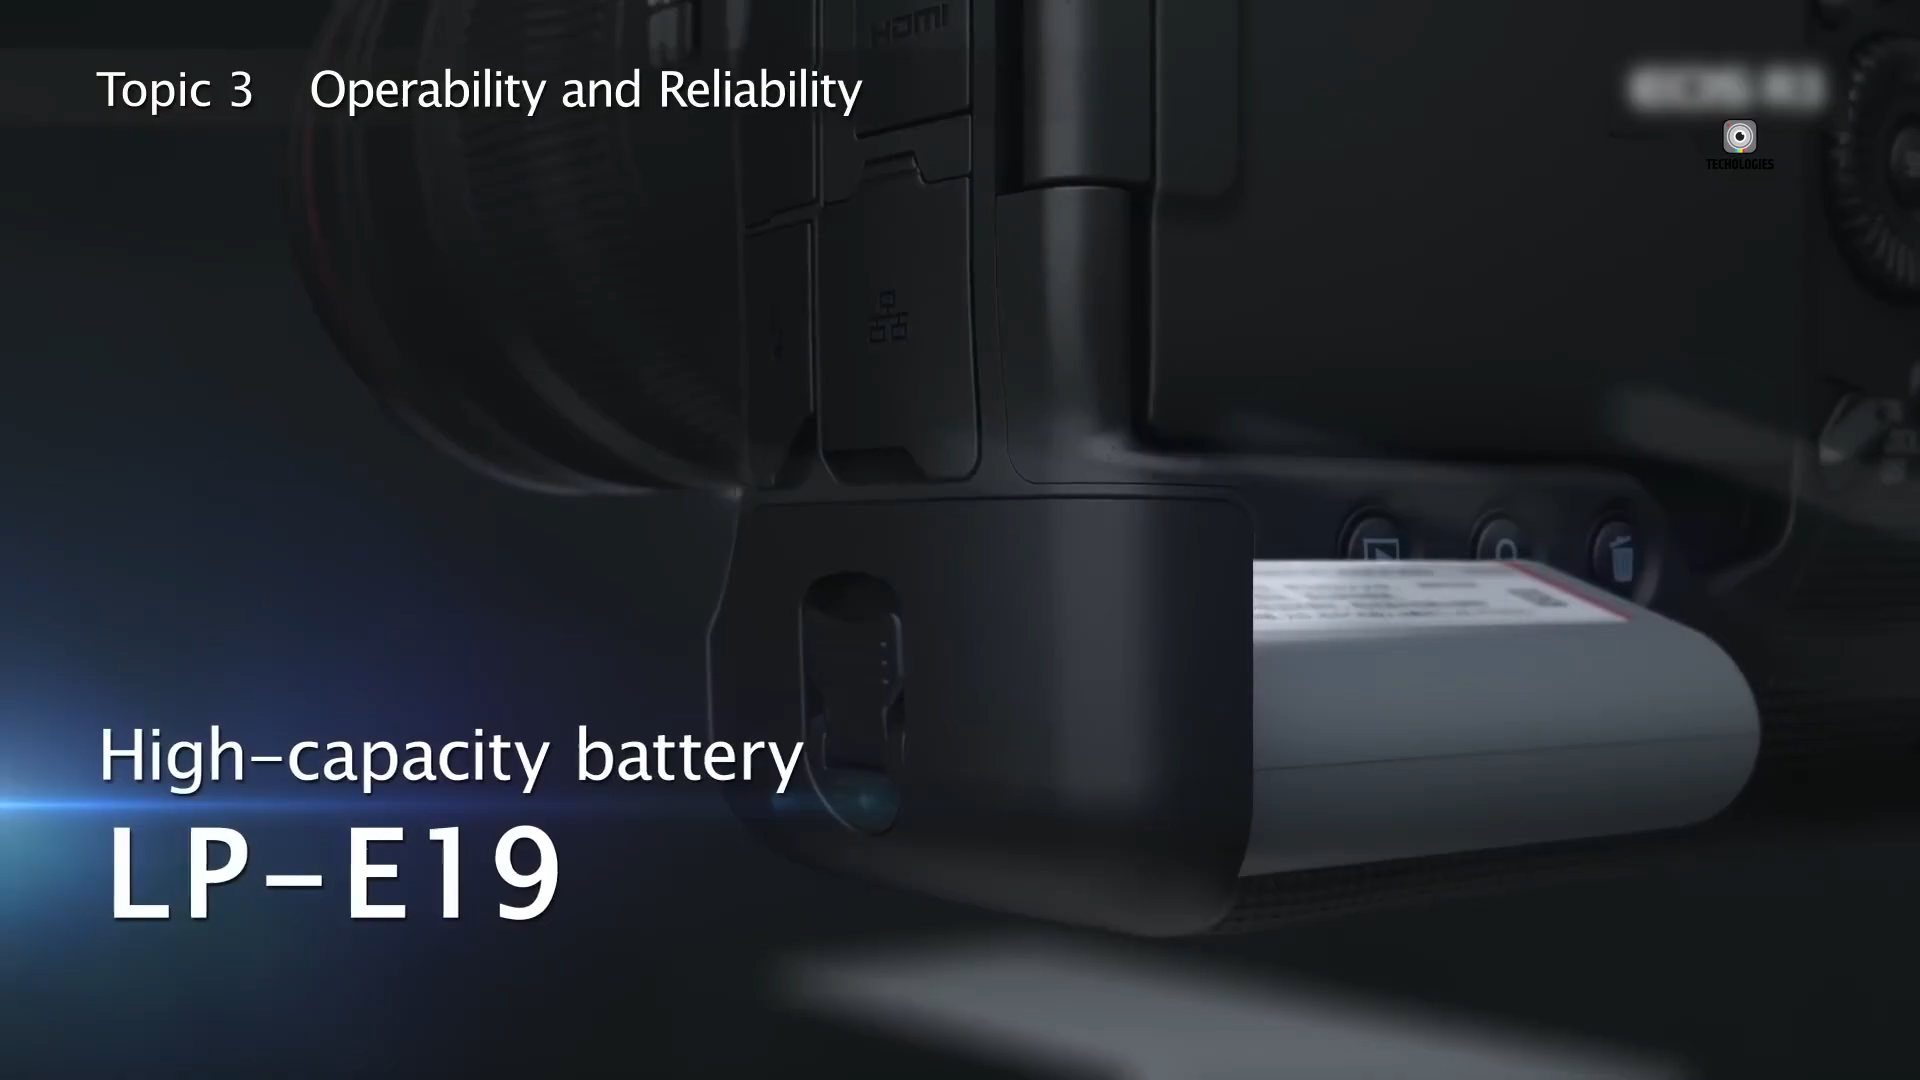 HDMI
Topic 3 Operability and Reliability
TECHOLOGIES
High-capacity battery
LP-E19